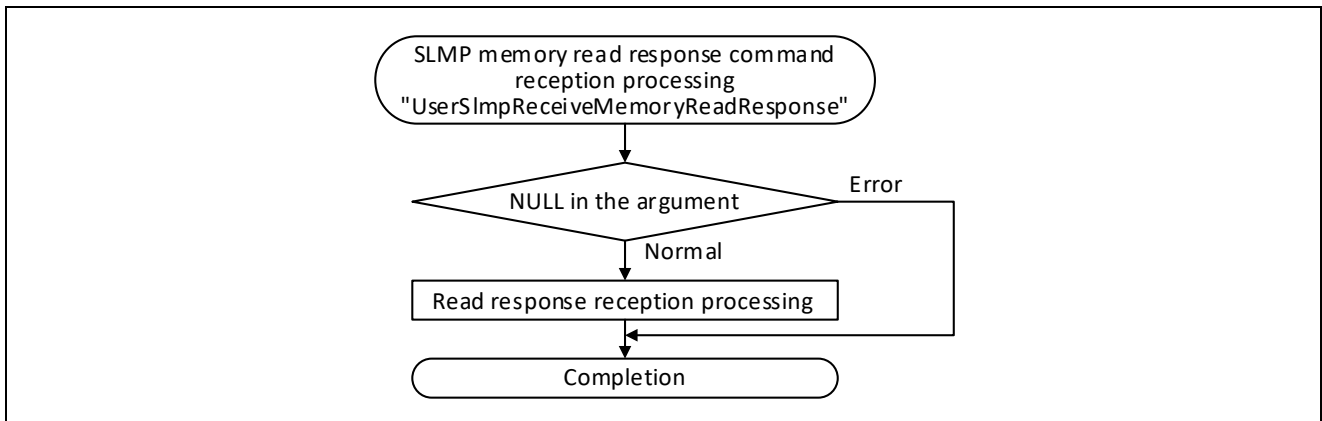 SLMP memory read response command
reception processing
"UserSlmpReceiveMemoryReadResponse"
Error
NULL in the argument
Normal
Read response reception processing
Completion